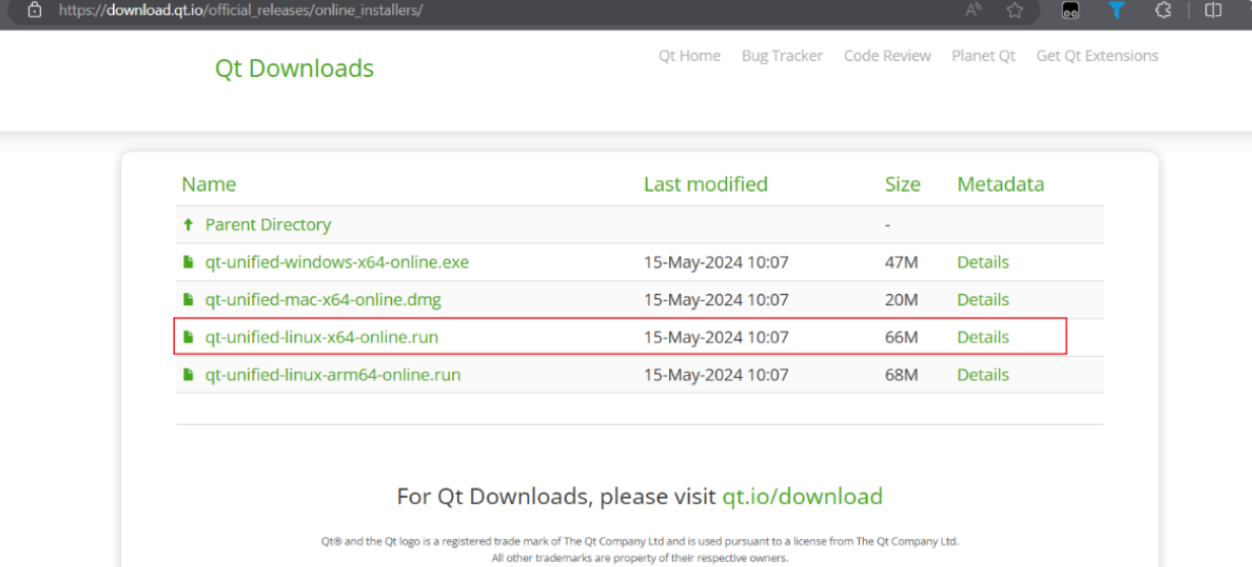 https://download.qt.io/official_releases/online_installers/
Qt Downloads
Qt Home Bug Tracker Code Review Planet Qt Get Qt Extensions
Name Last modified Size Metadata
Parent Directory -
qt-unified-windows-x64-online.exe 15-May-2024 10:07 47M Details
qt-unified-mac-x64-online.dmg 15-May-2024 10:07 20M Details
qt-unified-linux-x64-online.run 15-May-2024 10:07 66M Details
qt-unified-linux-arm64-online.run 15-May-2024 10:07 68M Details
For Qt Downloads, please visit qt.io/download
Qt® and the Qt logo is a registered trade mark of The Qt Company Ltd and is used pursuant to a license from The Qt Company Ltd.
All other trademarks are property of their respective owners.